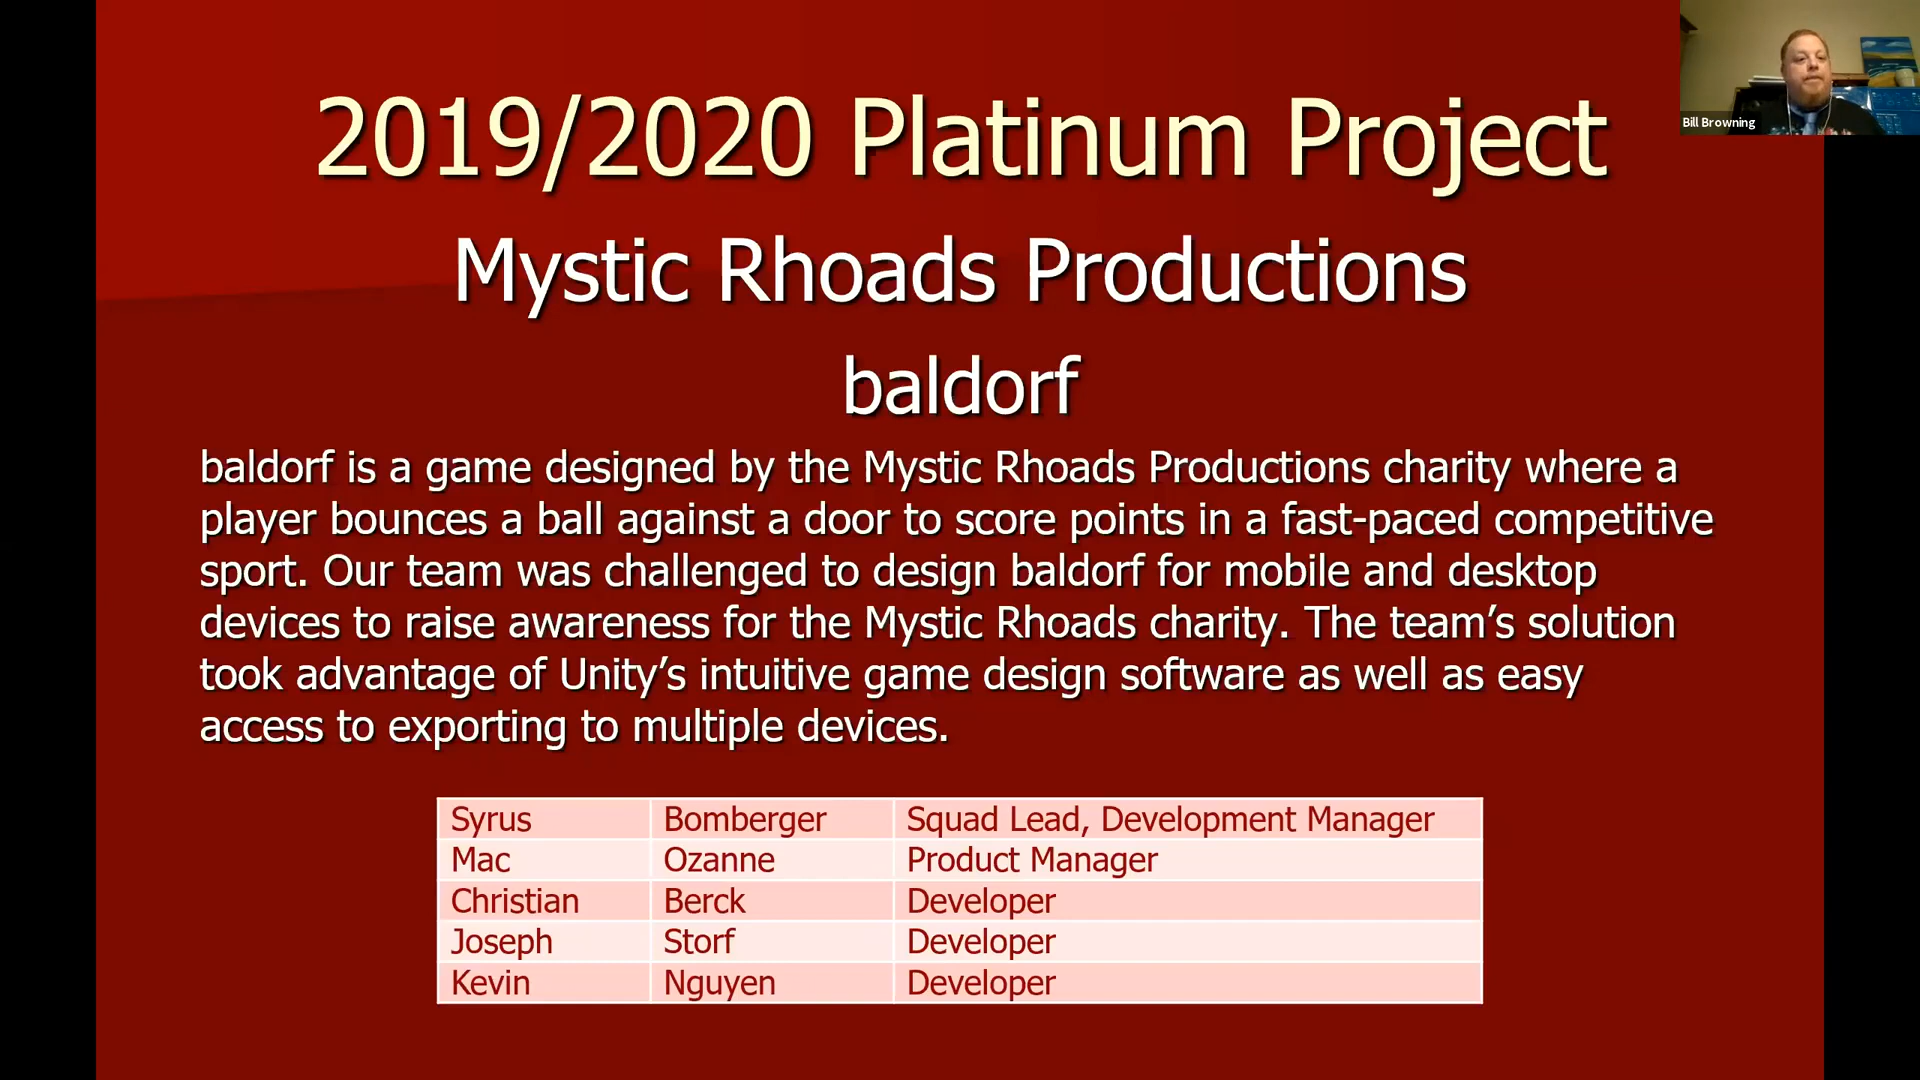 2019/2020 Platinum Project
Bill Browning
Mystic Rhoads Productions
baldorf
baldorf is a game designed by the Mystic Rhoads Productions charity where a
player bounces a ball against a door to score points in a fast-paced competitive
sport. Our team was challenged to design baldorf for mobile and desktop
devices to raise awareness for the Mystic Rhoads charity. The team’s solution
took advantage of Unity’s intuitive game design software as well as easy
access to exporting to multiple devices.
Syrus Bomberger Squad Lead, Development Manager
Mac Ozanne Product Manager
Christian Berck Developer
Joseph Storf Developer
Kevin Nguyen Developer